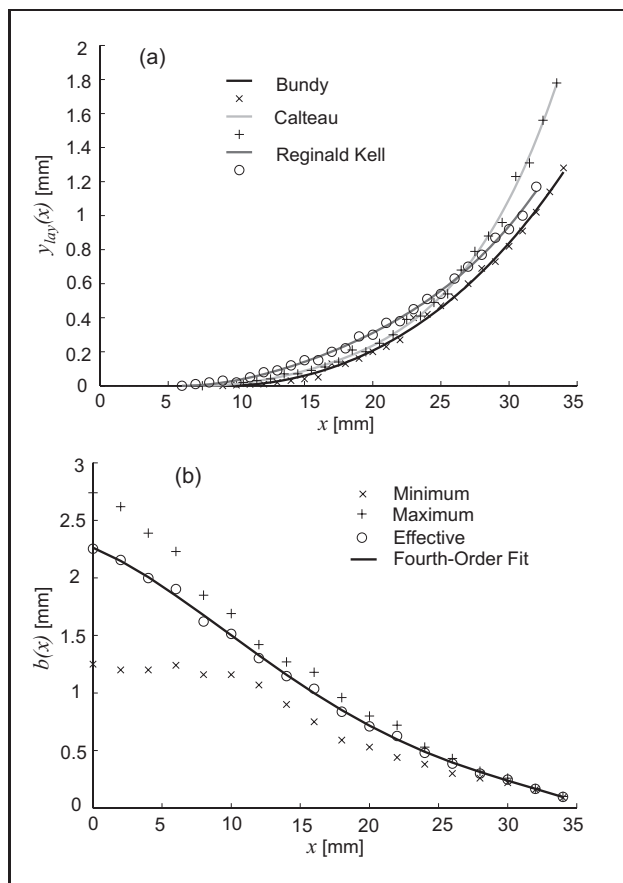 (a)
2
1.8
1.6
1.4
1.2
1
0.8
0.6
0.4
0.2
0
Bundy
Calteau
Reginald Kell
y_lay(x) [mm]
0 5 10 15 20 25 30 35
x [mm]
(b)
3
2.5
2
1.5
1
0.5
0
Minimum
Maximum
Effective
Fourth-Order Fit
b(x) [mm]
0 5 10 15 20 25 30 35
x [mm]